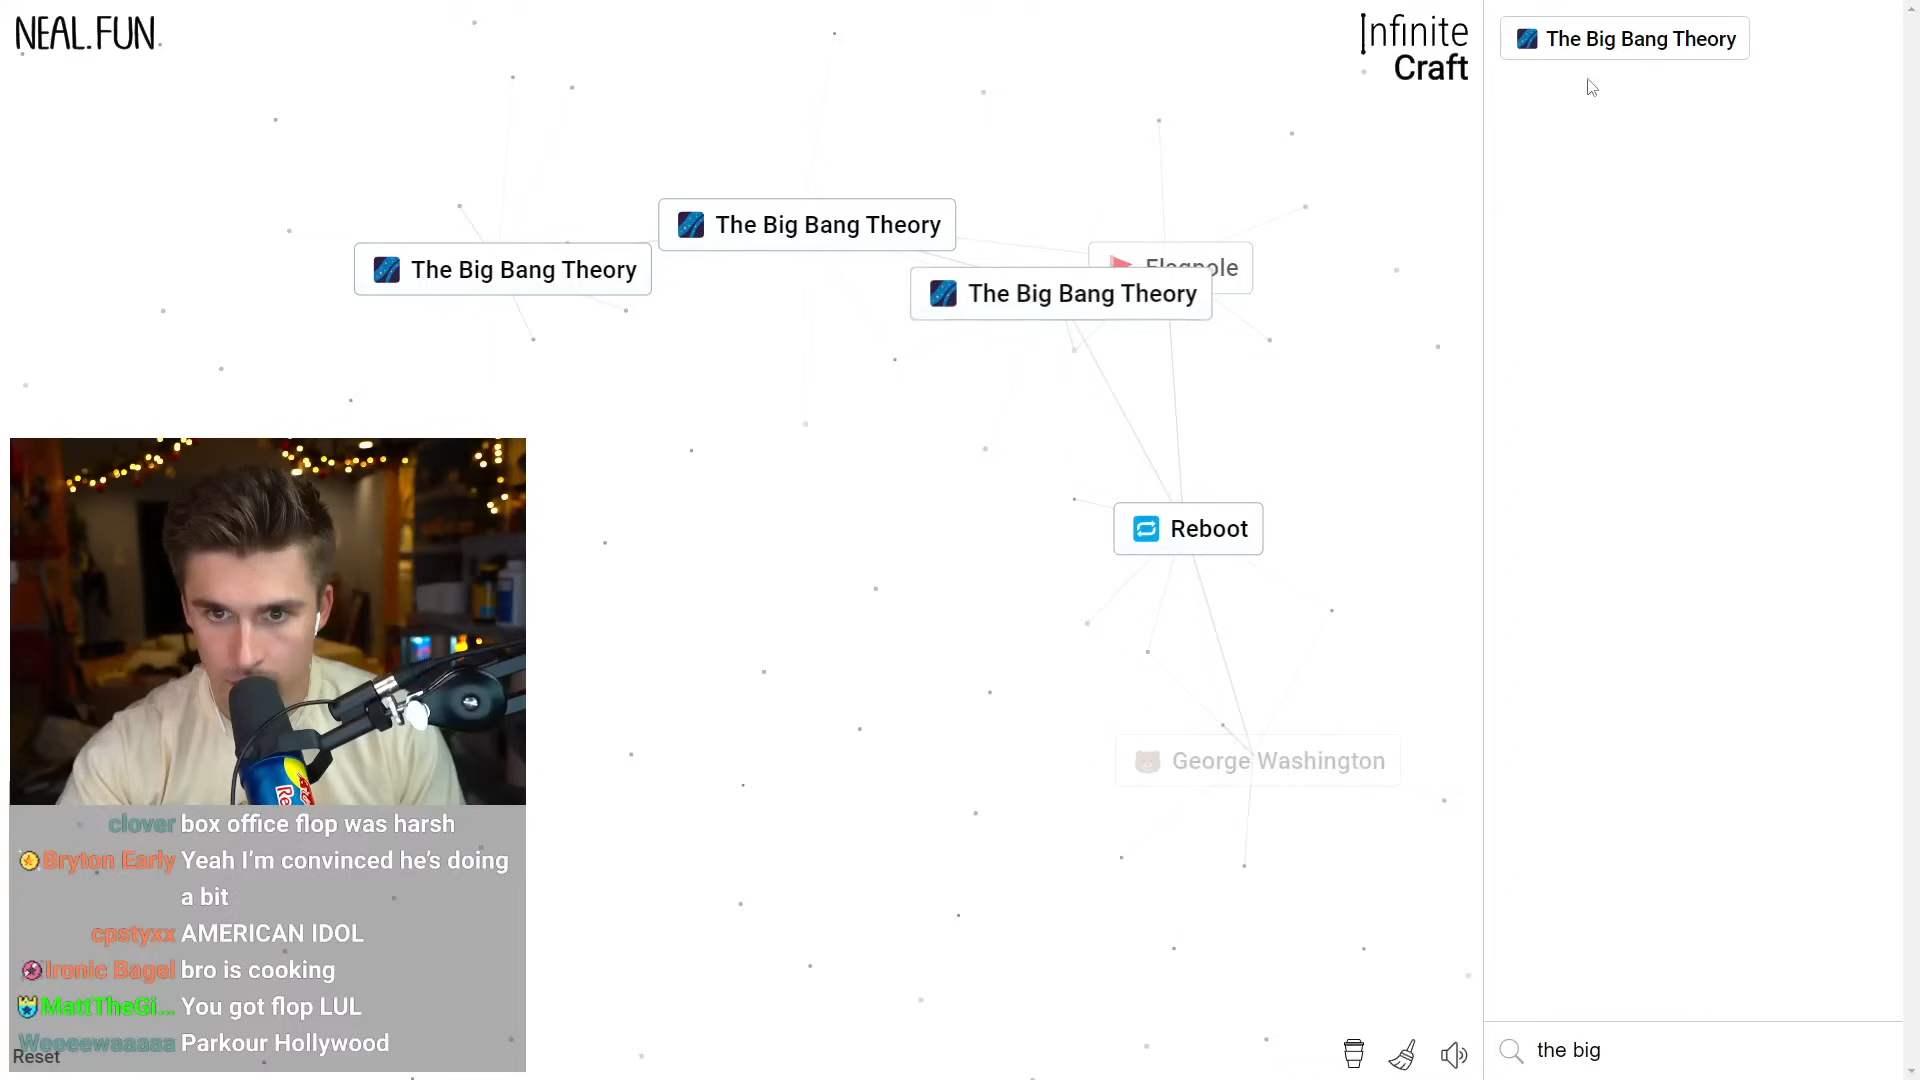 NEAL.FUN
Infinite
Craft
The Big Bang Theory
The Big Bang Theory
The Big Bang Theory
The Big Bang Theory
Reboot
George Washington
clover box office flop was harsh
Bryton Early Yeah I'm convinced he's doing
a bit
cpstyxx AMERICAN IDOL
Ironic Bagel bro is cooking
MattTheGi... You got flop LUL
Weeeewaaaaa Parkour Hollywood
Reset
the big